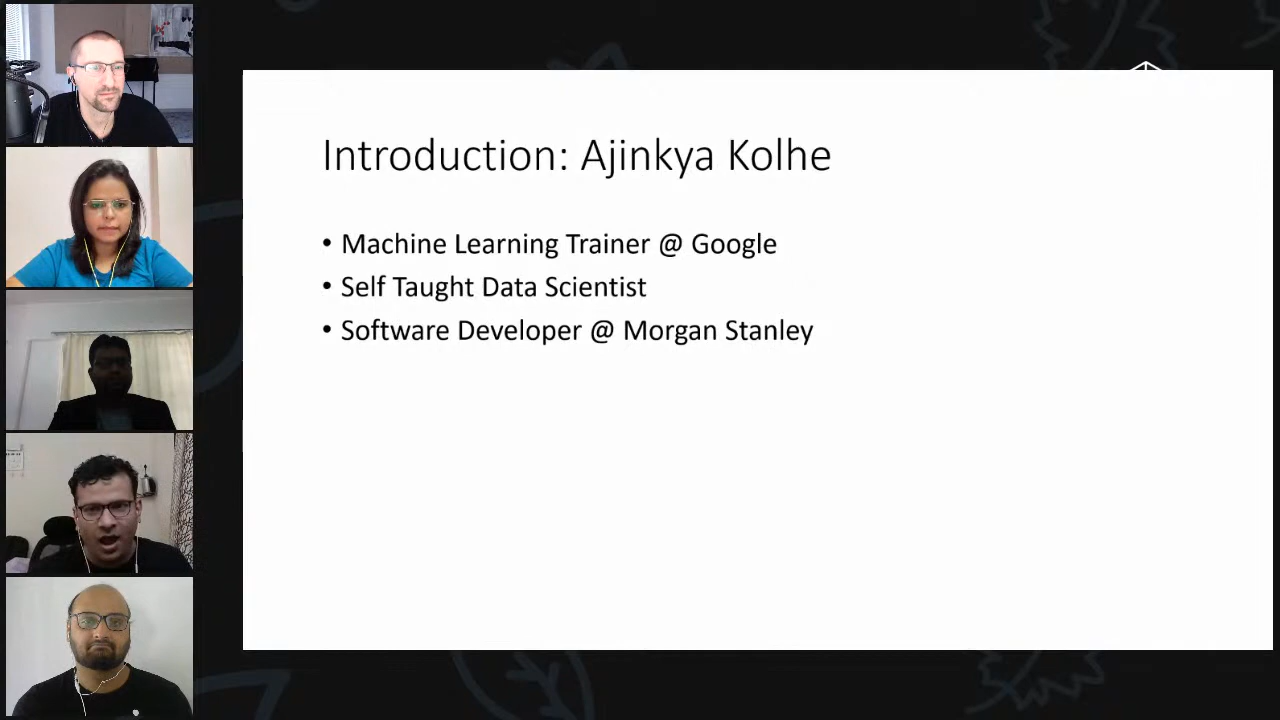 Introduction: Ajinkya Kolhe
• Machine Learning Trainer @ Google
• Self Taught Data Scientist
• Software Developer @ Morgan Stanley